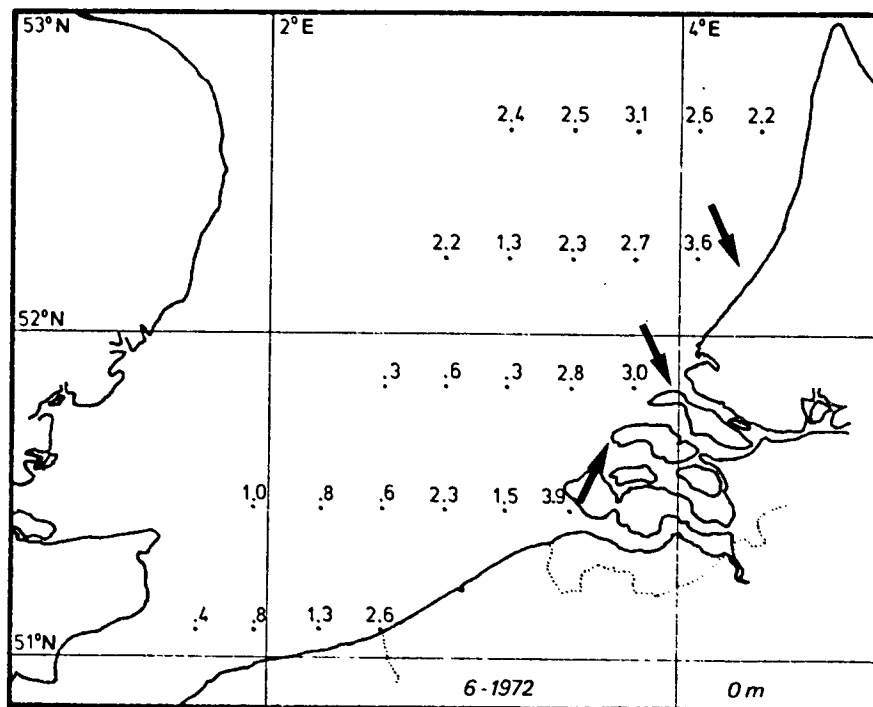 53°N 2°E 4°E
2.4 2.5 3.1 2.6 2.2
2.2 1.3 2.3 2.7 3.6
52°N
.3 .6 .3 2.8 3.0
1.0 .8 .6 2.3 1.5 3.9
.4 .8 1.3 2.6
51°N
6-1972 0 m